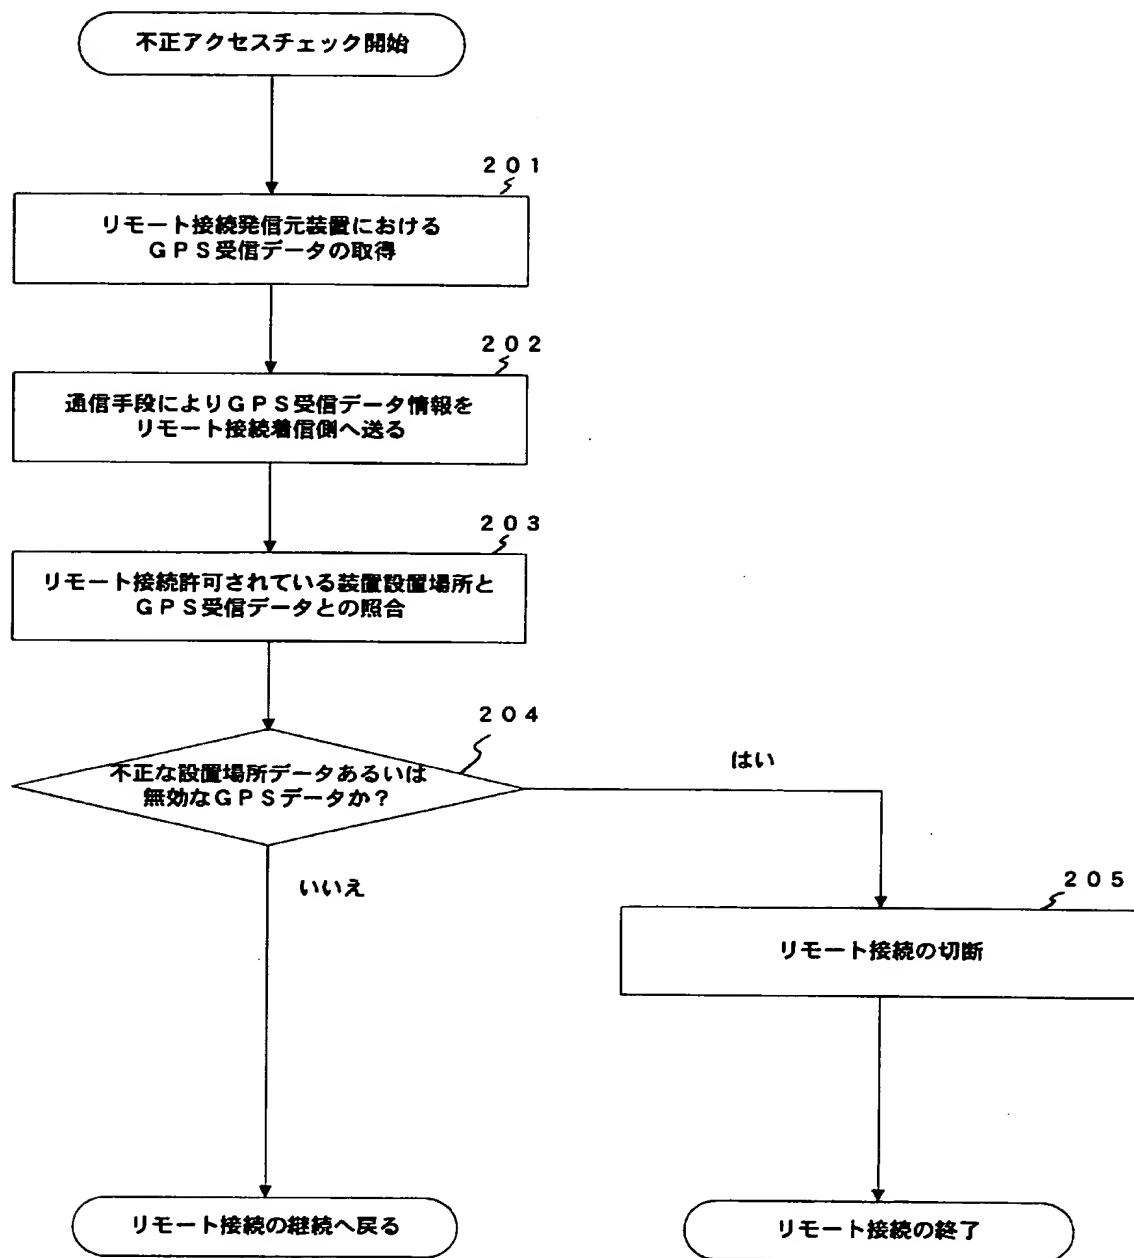 不正アクセスチェック開始
２０１
リモート接続発信元装置における
ＧＰＳ受信データの取得
２０２
通信手段によりＧＰＳ受信データ情報を
リモート接続着信側へ送る
２０３
リモート接続許可されている装置設置場所と
ＧＰＳ受信データとの照合
２０４
不正な設置場所データあるいは
無効なＧＰＳデータか？
はい
いいえ
２０５
リモート接続の切断
リモート接続の継続へ戻る
リモート接続の終了